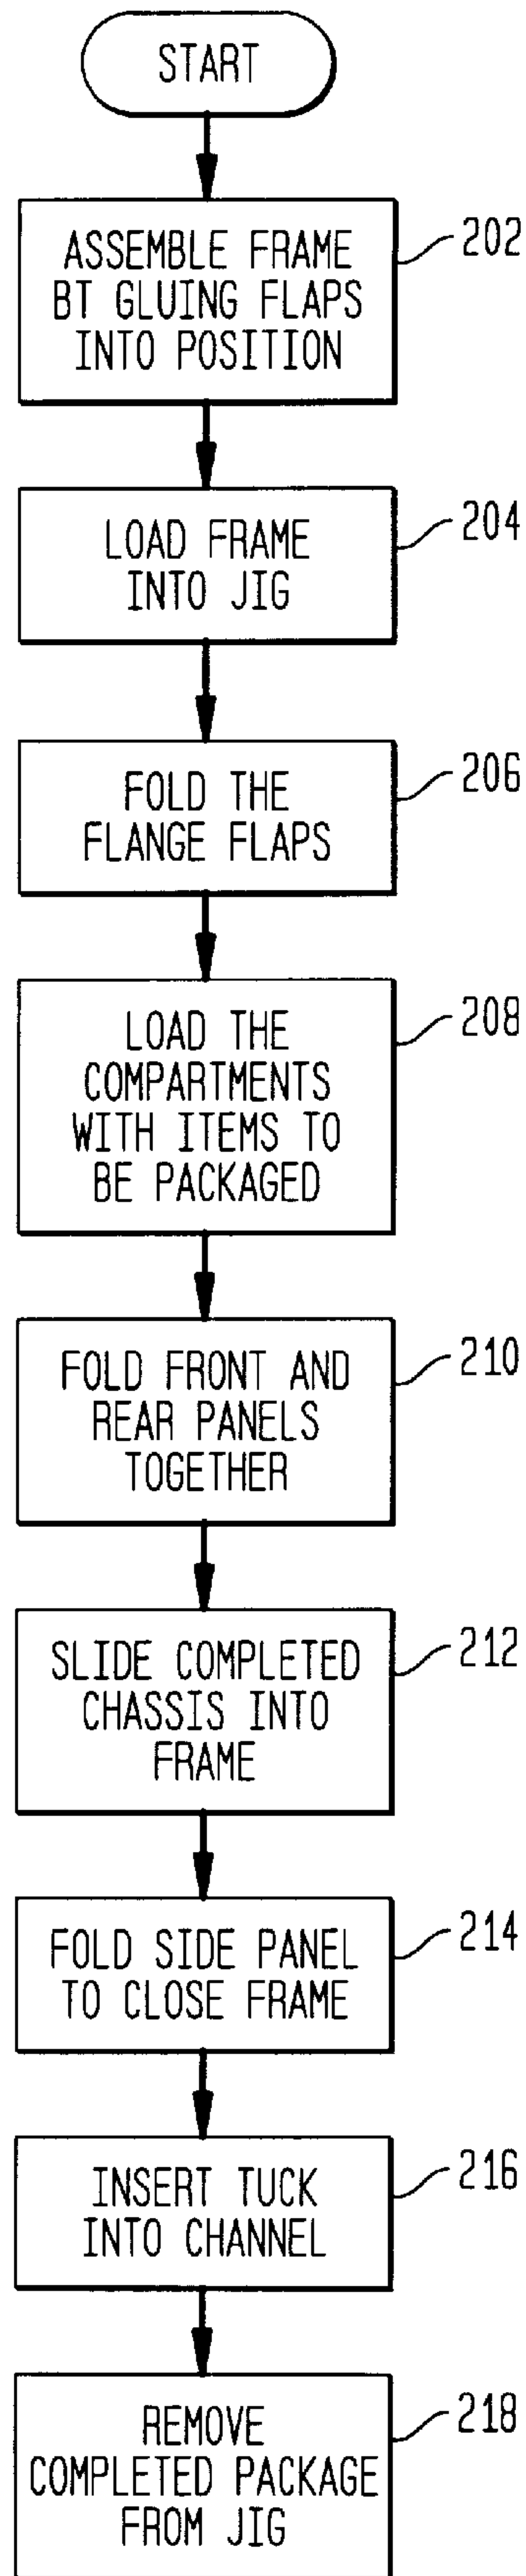 START
ASSEMBLE FRAME
BT GLUING FLAPS
INTO POSITION
202
LOAD FRAME
INTO JIG
204
FOLD THE
FLANGE FLAPS
206
LOAD THE
COMPARTMENTS
WITH ITEMS TO
BE PACKAGED
208
FOLD FRONT AND
REAR PANELS
TOGETHER
210
SLIDE COMPLETED
CHASSIS INTO
FRAME
212
FOLD SIDE PANEL
TO CLOSE FRAME
214
INSERT TUCK
INTO CHANNEL
216
REMOVE
COMPLETED PACKAGE
FROM JIG
218